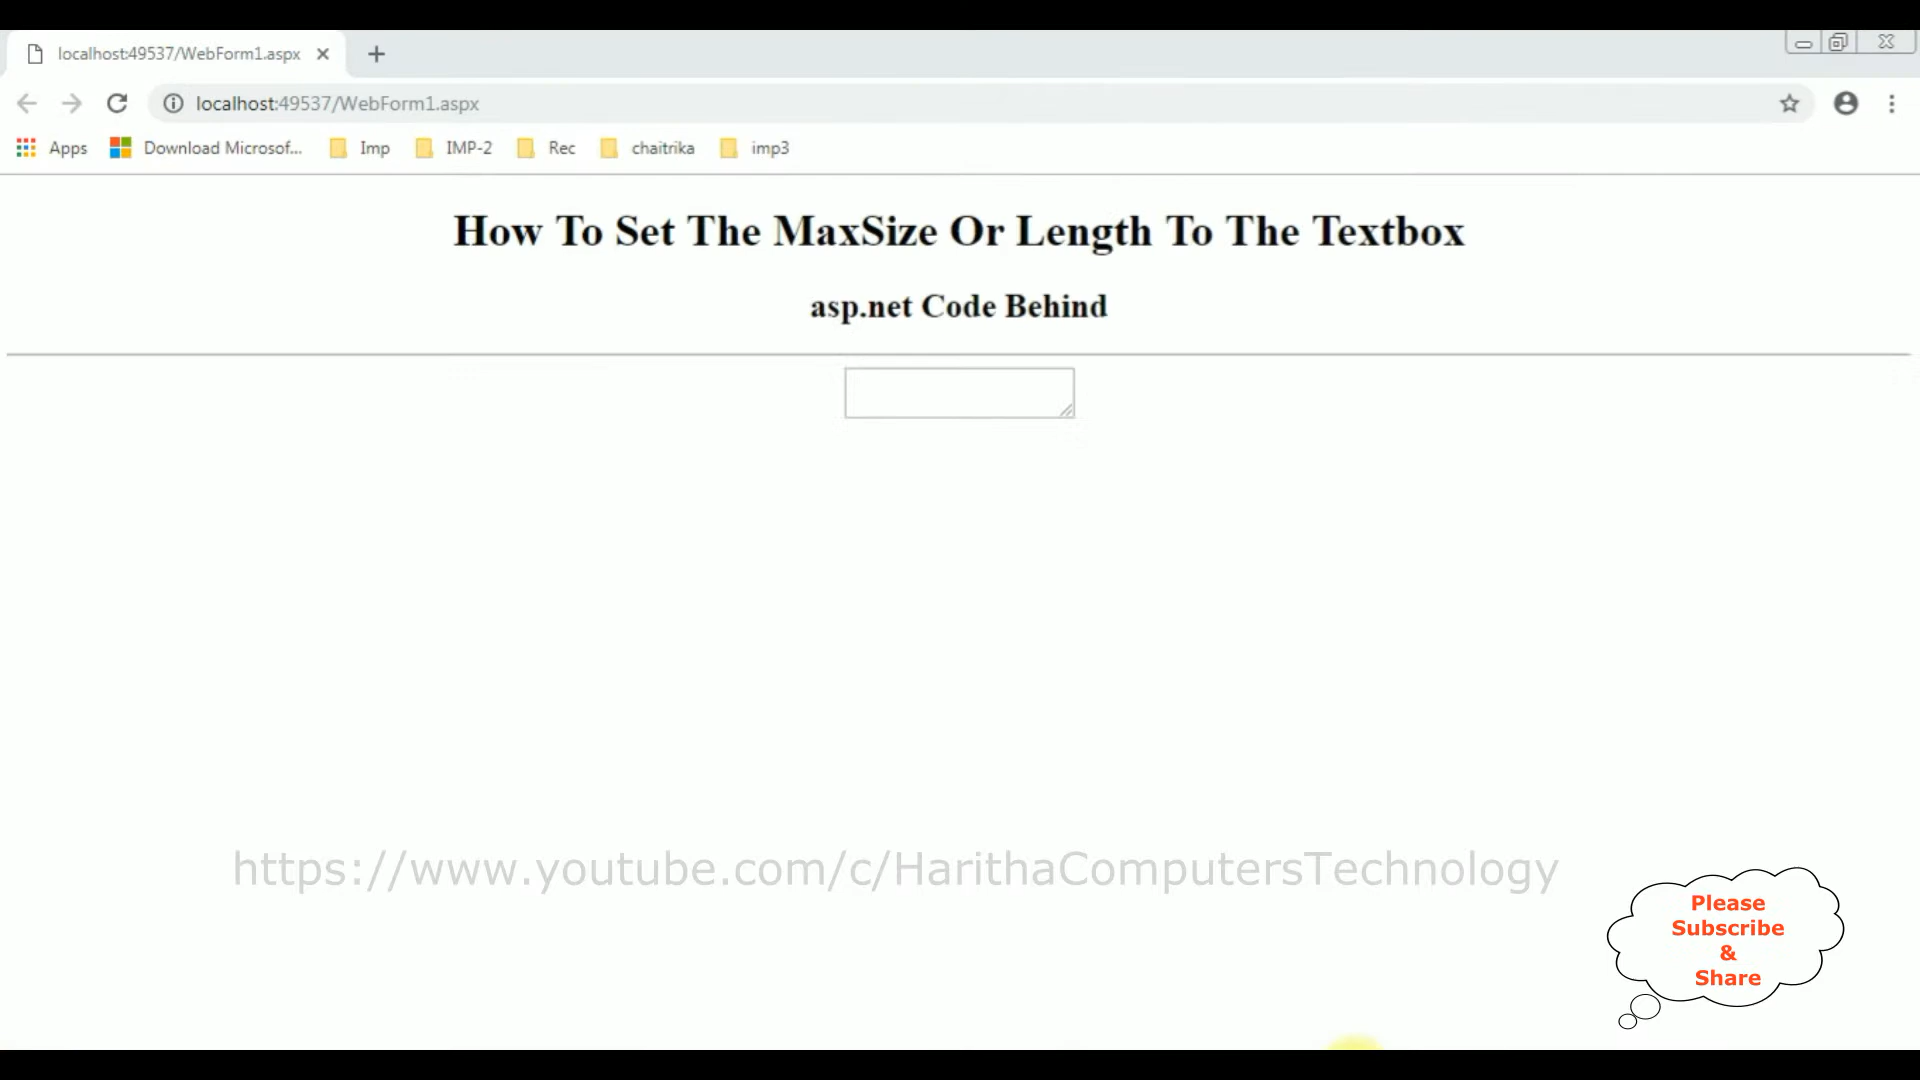 localhost:49537/WebForm1.aspx
localhost:49537/WebForm1.aspx
Apps Download Microsof... Imp IMP-2 Rec chaitrika imp3
How To Set The MaxSize Or Length To The Textbox
asp.net Code Behind
https://www.youtube.com/c/HarithaComputersTechnology
Please
Subscribe
&
Share